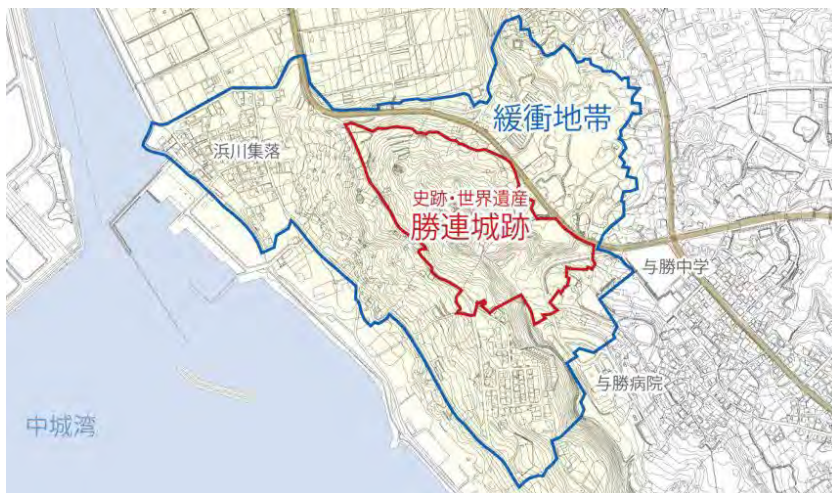 緩衝地帯
浜川集落
史跡・世界遺産
勝連城跡
与勝中学
与勝病院
中城湾